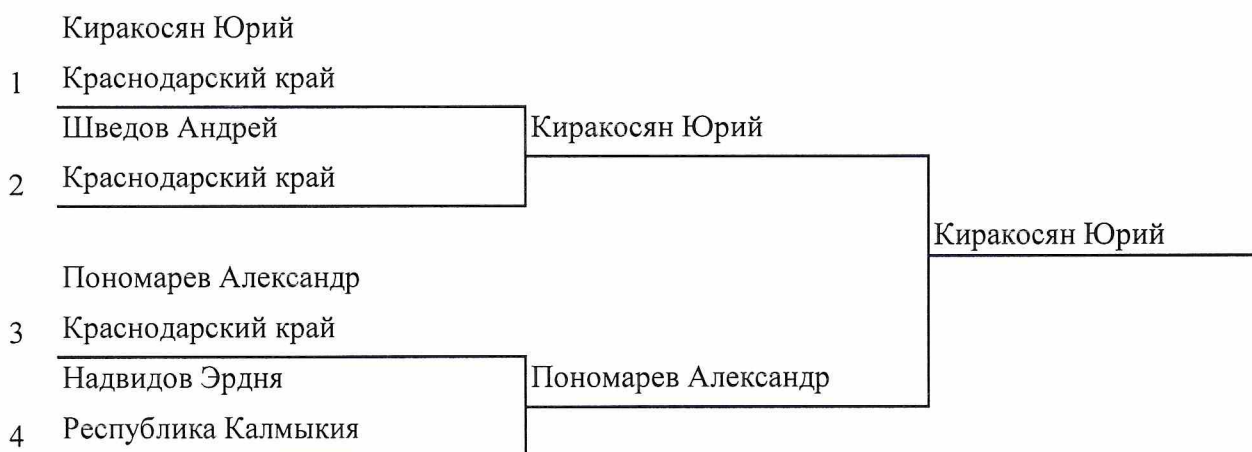 Киракосян Юрий
1 Краснодарский край
Шведов Андрей
Киракосян Юрий
2 Краснодарский край
Киракосян Юрий
Пономарев Александр
3 Краснодарский край
Надвидов Эрдня
Пономарев Александр
4 Республика Калмыкия